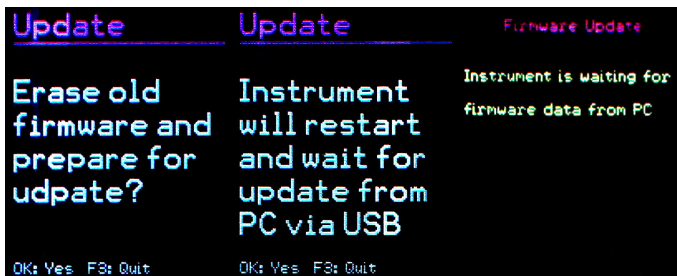 Update
Erase old
firmware and
prepare for
udpate?
OK: Yes F3: Quit
Update
Instrument
will restart
and wait for
update from
PC via USB
OK: Yes F3: Quit
Firmware Update
Instrument is waiting for
firmware data from PC